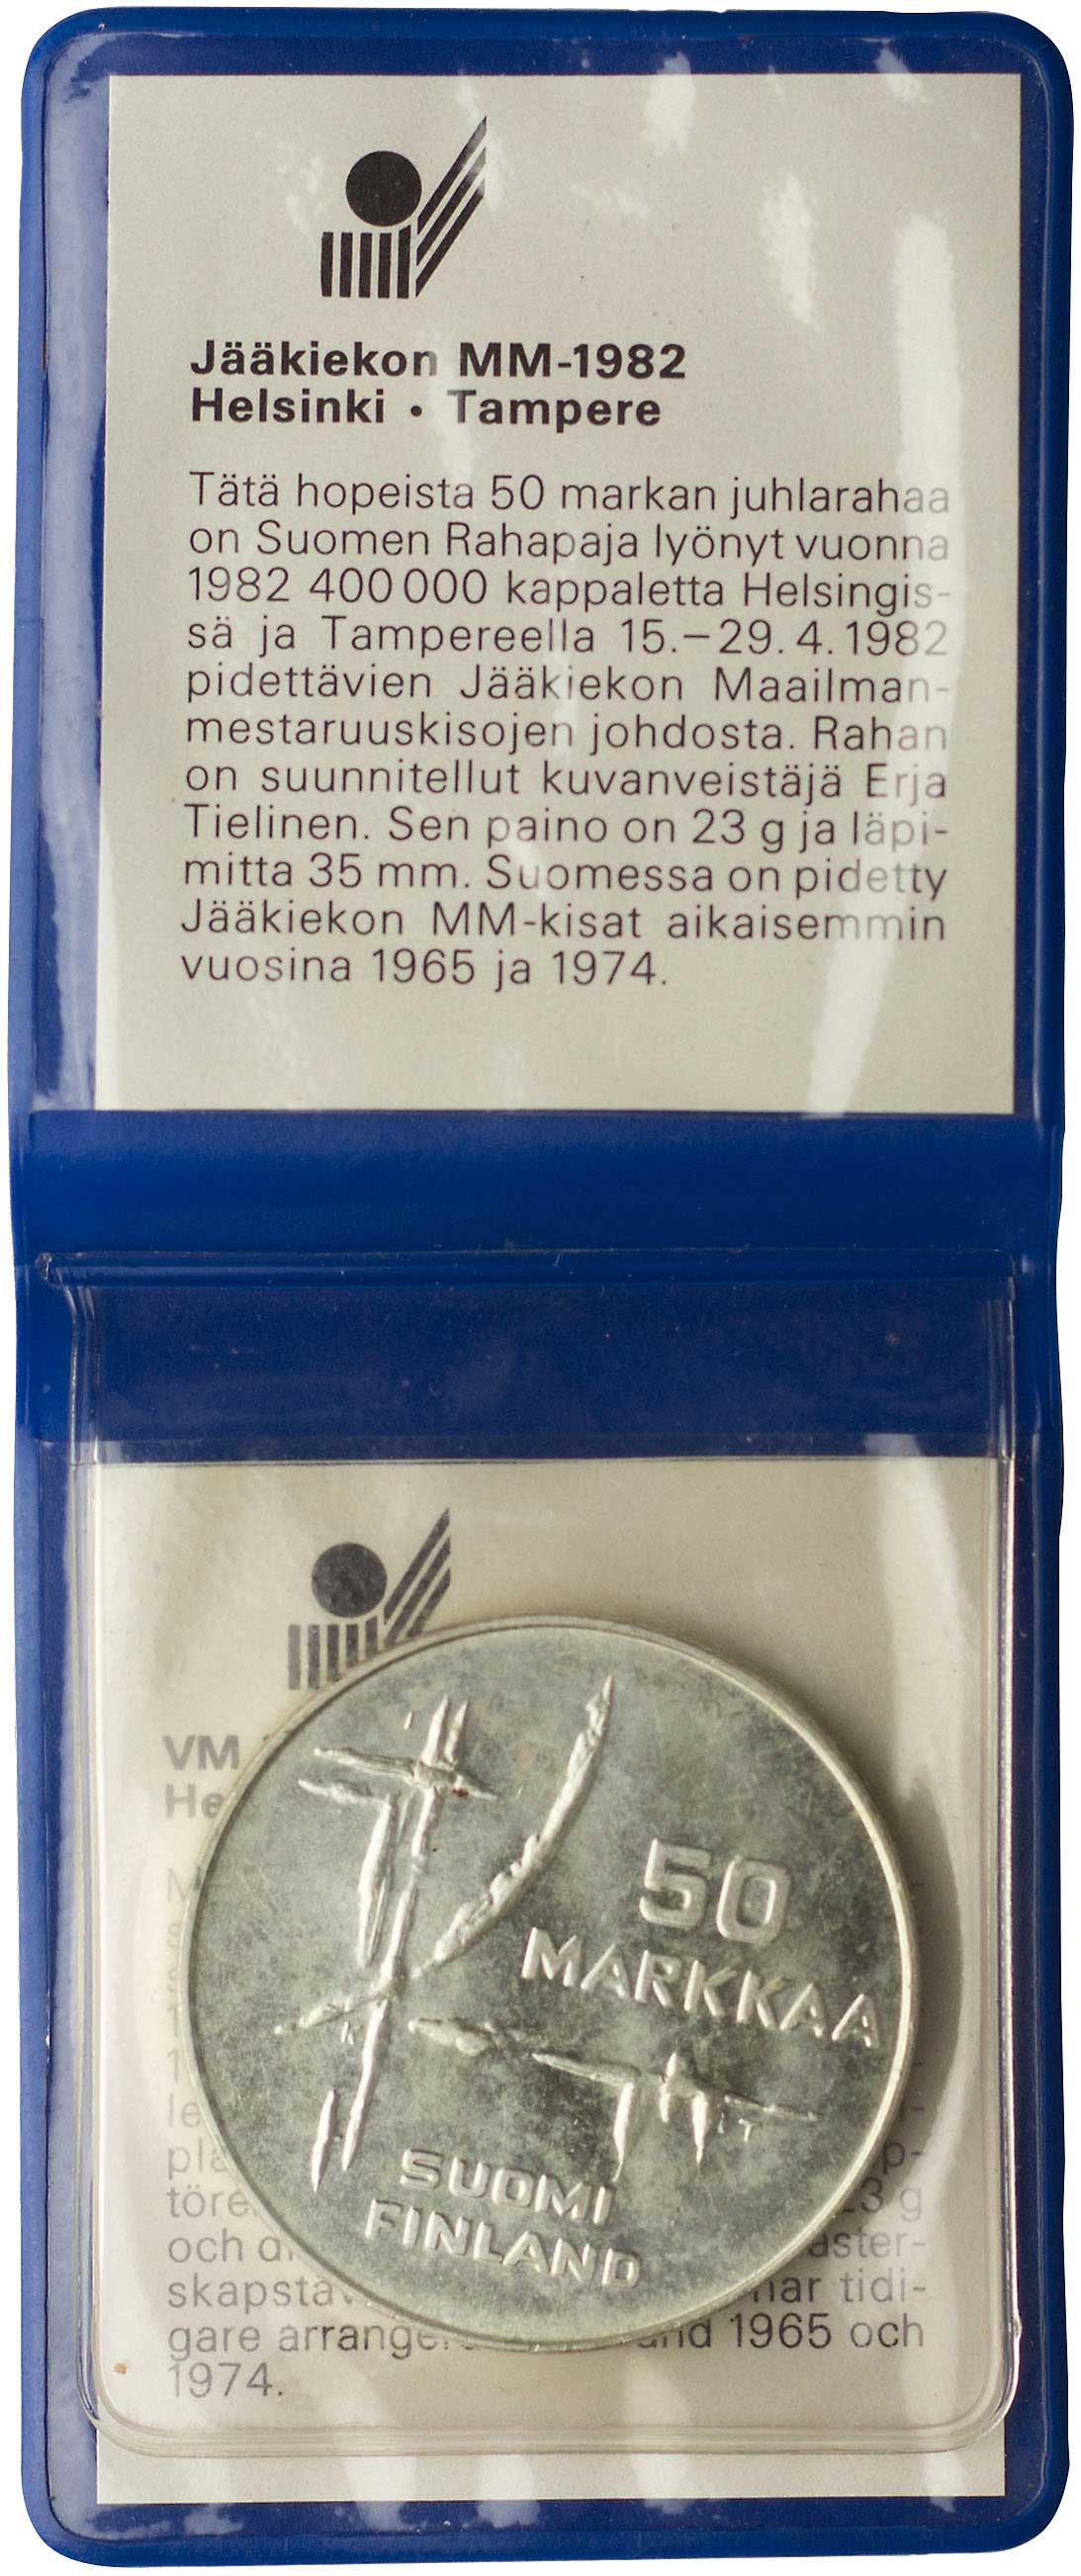 Jääkiekon MM-1982
Helsinki • Tampere
Tätä hopeista 50 markan juhlarahaa
on Suomen Rahapaja lyönyt vuonna
1982 400 000 kappaletta Helsingis-
sä ja Tampereella 15.–29. 4. 1982
pidettävien Jääkiekon Maailman-
mestaruuskisojen johdosta. Rahan
on suunnitellut kuvanveistäjä Erja
Tielinen. Sen paino on 23 g ja läpi-
mitta 35 mm. Suomessa on pidetty
Jääkiekon MM-kisat aikaisemmin
vuosina 1965 ja 1974.
VM
50
MARKKAA
SUOMI
FINLAND
23 g
och
tidi-
gare 1965 och
1974.